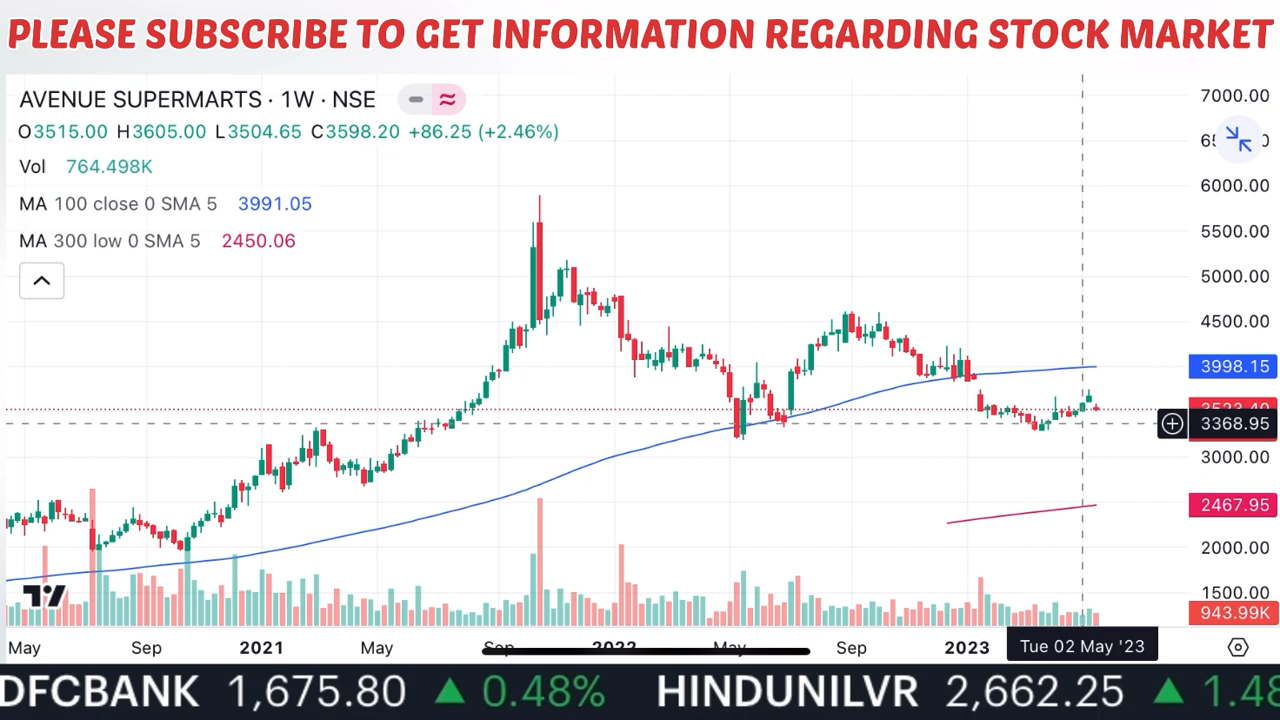 PLEASE SUBSCRIBE TO GET INFORMATION REGARDING STOCK MARKET
AVENUE SUPERMARTS · 1W · NSE
O3515.00 H3605.00 L3504.65 C3598.20 +86.25 (+2.46%)
Vol 764.498K
MA 100 close 0 SMA 5 3991.05
MA 300 low 0 SMA 5 2450.06
7000.00
6000.00
5500.00
5000.00
4500.00
3998.15
3368.95
3000.00
2467.95
2000.00
1500.00
943.99K
May Sep 2021 May Sep 2022 May Sep 2023 Tue 02 May '23
DFCBANK 1,675.80 ▲ 0.48% HINDUNILVR 2,662.25 ▲ 1.48